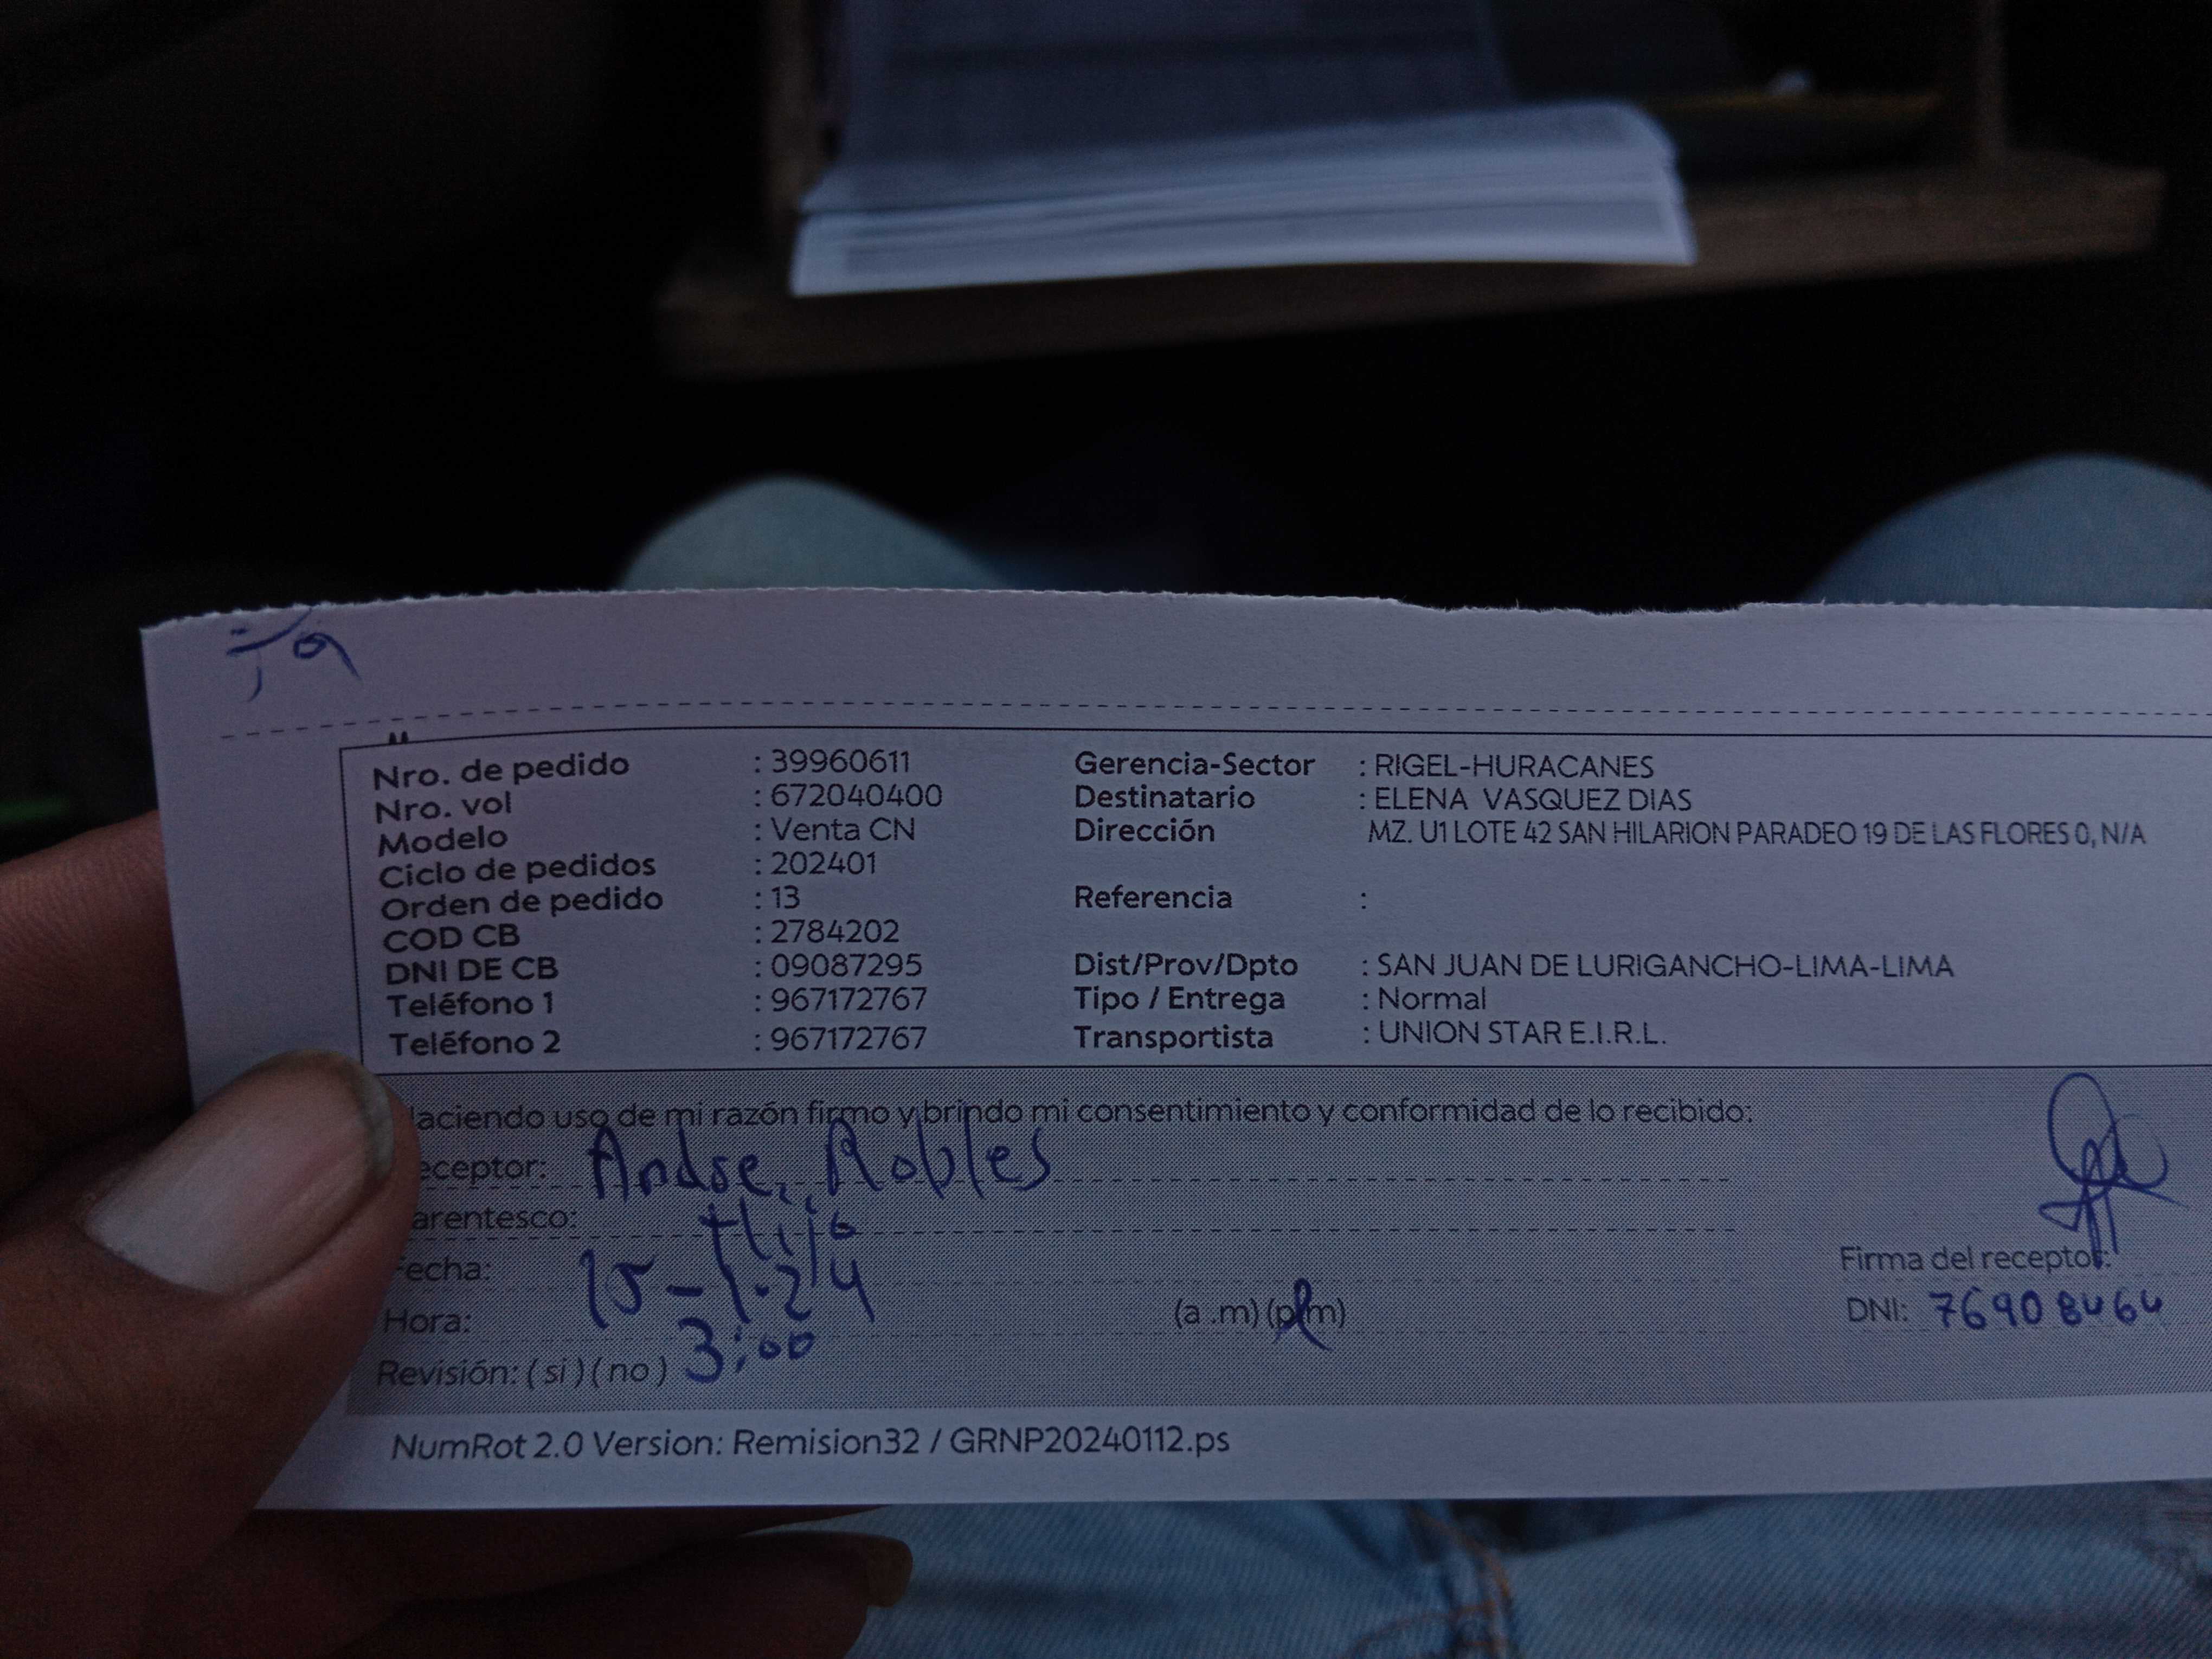 Nro. de pedido : 39960611
Nro. vol : 672040400
Modelo : Venta CN
Ciclo de pedidos : 202401
Orden de pedido : 13
COD CB : 2784202
DNI DE CB : 09087295
Teléfono 1 : 967172767
Teléfono 2 : 967172767
Gerencia-Sector : RIGEL-HURACANES
Destinatario : ELENA VASQUEZ DIAS
Dirección MZ. U1 LOTE 42 SAN HILARION PARADEO 19 DE LAS FLORES 0, N/A
Referencia :
Dist/Prov/Dpto : SAN JUAN DE LURIGANCHO-LIMA-LIMA
Tipo / Entrega : Normal
Transportista : UNION STAR E.I.R.L.
aciendo uso de mi razón firmo y brindo mi consentimiento y conformidad de lo recibido:
eceptor: Andre Robles
arentesco: Hijo
Fecha: 15-1-24
Hora: 3:00 (a .m) (p.m)
Revisión: ( si ) ( no )
Firma del receptor:
DNI: 76908464
NumRot 2.0 Version: Remision32 / GRNP20240112.ps